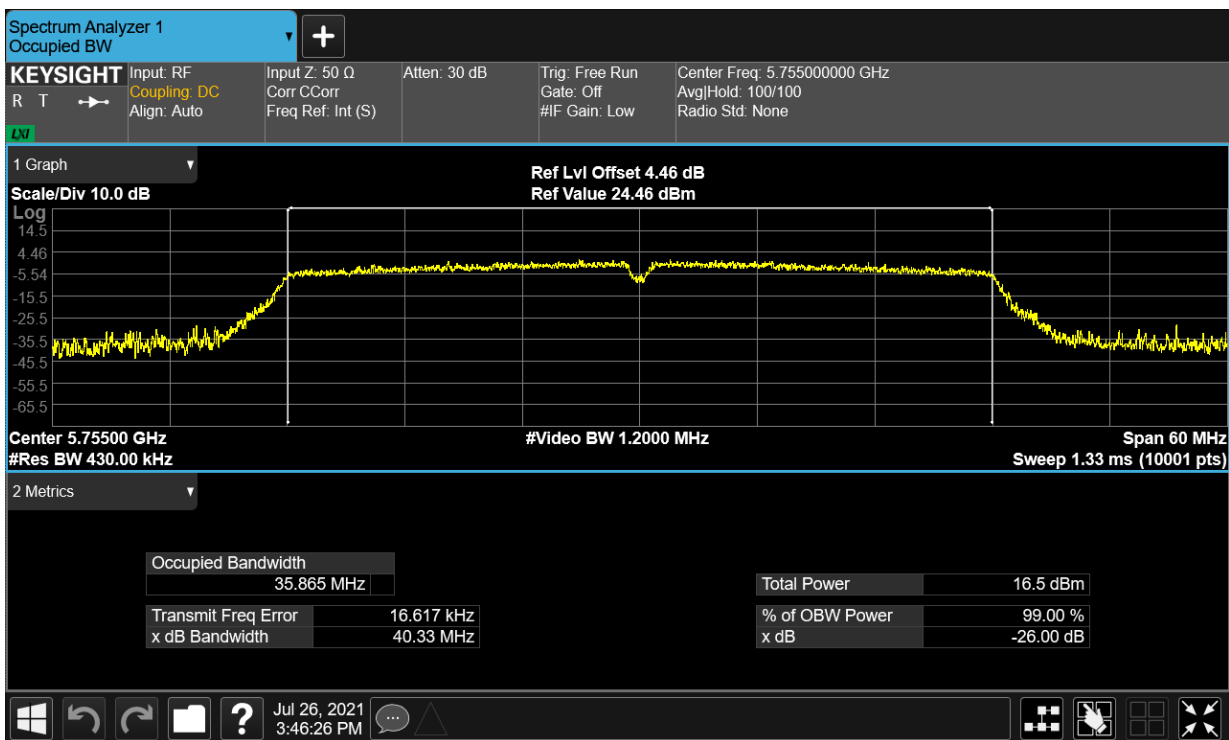 Spectrum Analyzer 1
Occupied BW
▼
+
KEYSIGHT
R T
LXI
Input: RF
Coupling: DC
Align: Auto
Input Z: 50 Ω
Corr CCorr
Freq Ref: Int (S)
Atten: 30 dB
Trig: Free Run
Gate: Off
#IF Gain: Low
Center Freq: 5.755000000 GHz
Avg|Hold: 100/100
Radio Std: None
1 Graph
Scale/Div 10.0 dB
Ref Lvl Offset 4.46 dB
Ref Value 24.46 dBm
Log
14.5
4.46
-5.54
-15.5
-25.5
-35.5
-45.5
-55.5
-65.5
Center 5.75500 GHz
#Res BW 430.00 kHz
#Video BW 1.2000 MHz
Span 60 MHz
Sweep 1.33 ms (10001 pts)
2 Metrics
Occupied Bandwidth
35.865 MHz
Transmit Freq Error 16.617 kHz
x dB Bandwidth 40.33 MHz
Total Power 16.5 dBm
% of OBW Power 99.00 %
x dB -26.00 dB
?
Jul 26, 2021
3:46:26 PM